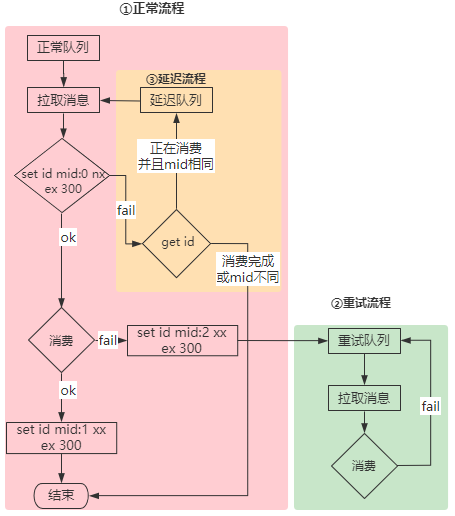 ①正常流程
正常队列
③延迟流程
拉取消息
延迟队列
正在消费
并且mid相同
set id mid:0 nx
ex 300
fail
ok
get id
消费完成
或mid不同
②重试流程
消费
fail
set id mid:2 xx
ex 300
重试队列
ok
拉取消息
fail
set id mid:1 xx
ex 300
消费
结束